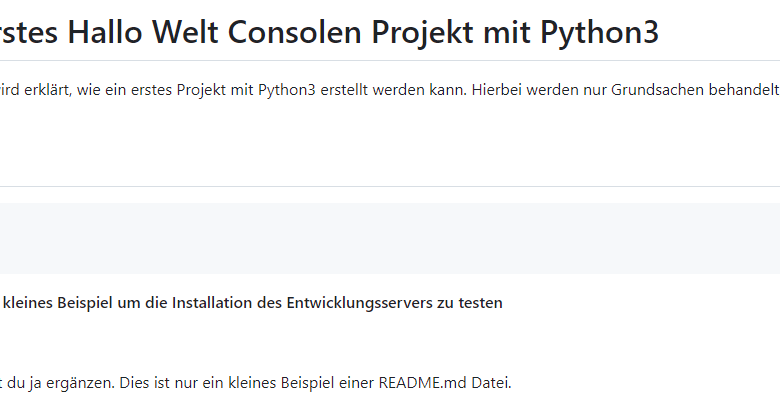 rstes Hallo Welt Consolen Projekt mit Python3
wird erklärt, wie ein erstes Projekt mit Python3 erstellt werden kann. Hierbei werden nur Grundsachen behandelt
kleines Beispiel um die Installation des Entwicklungsservers zu testen
t du ja ergänzen. Dies ist nur ein kleines Beispiel einer README.md Datei.